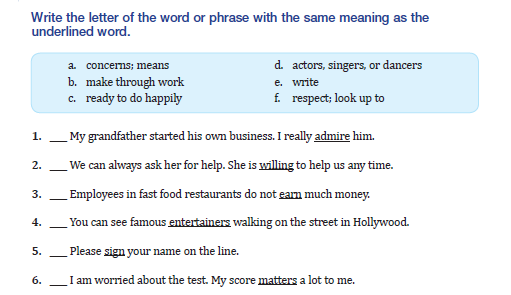 Write the letter of the word or phrase with the same meaning as the
underlined word.
a. concerns; means
b. make through work
c. ready to do happily
d. actors, singers, or dancers
e. write
f. respect; look up to
1. ___ My grandfather started his own business. I really admire him.
2. ___ We can always ask her for help. She is willing to help us any time.
3. ___ Employees in fast food restaurants do not earn much money.
4. ___ You can see famous entertainers walking on the street in Hollywood.
5. ___ Please sign your name on the line.
6. ___ I am worried about the test. My score matters a lot to me.